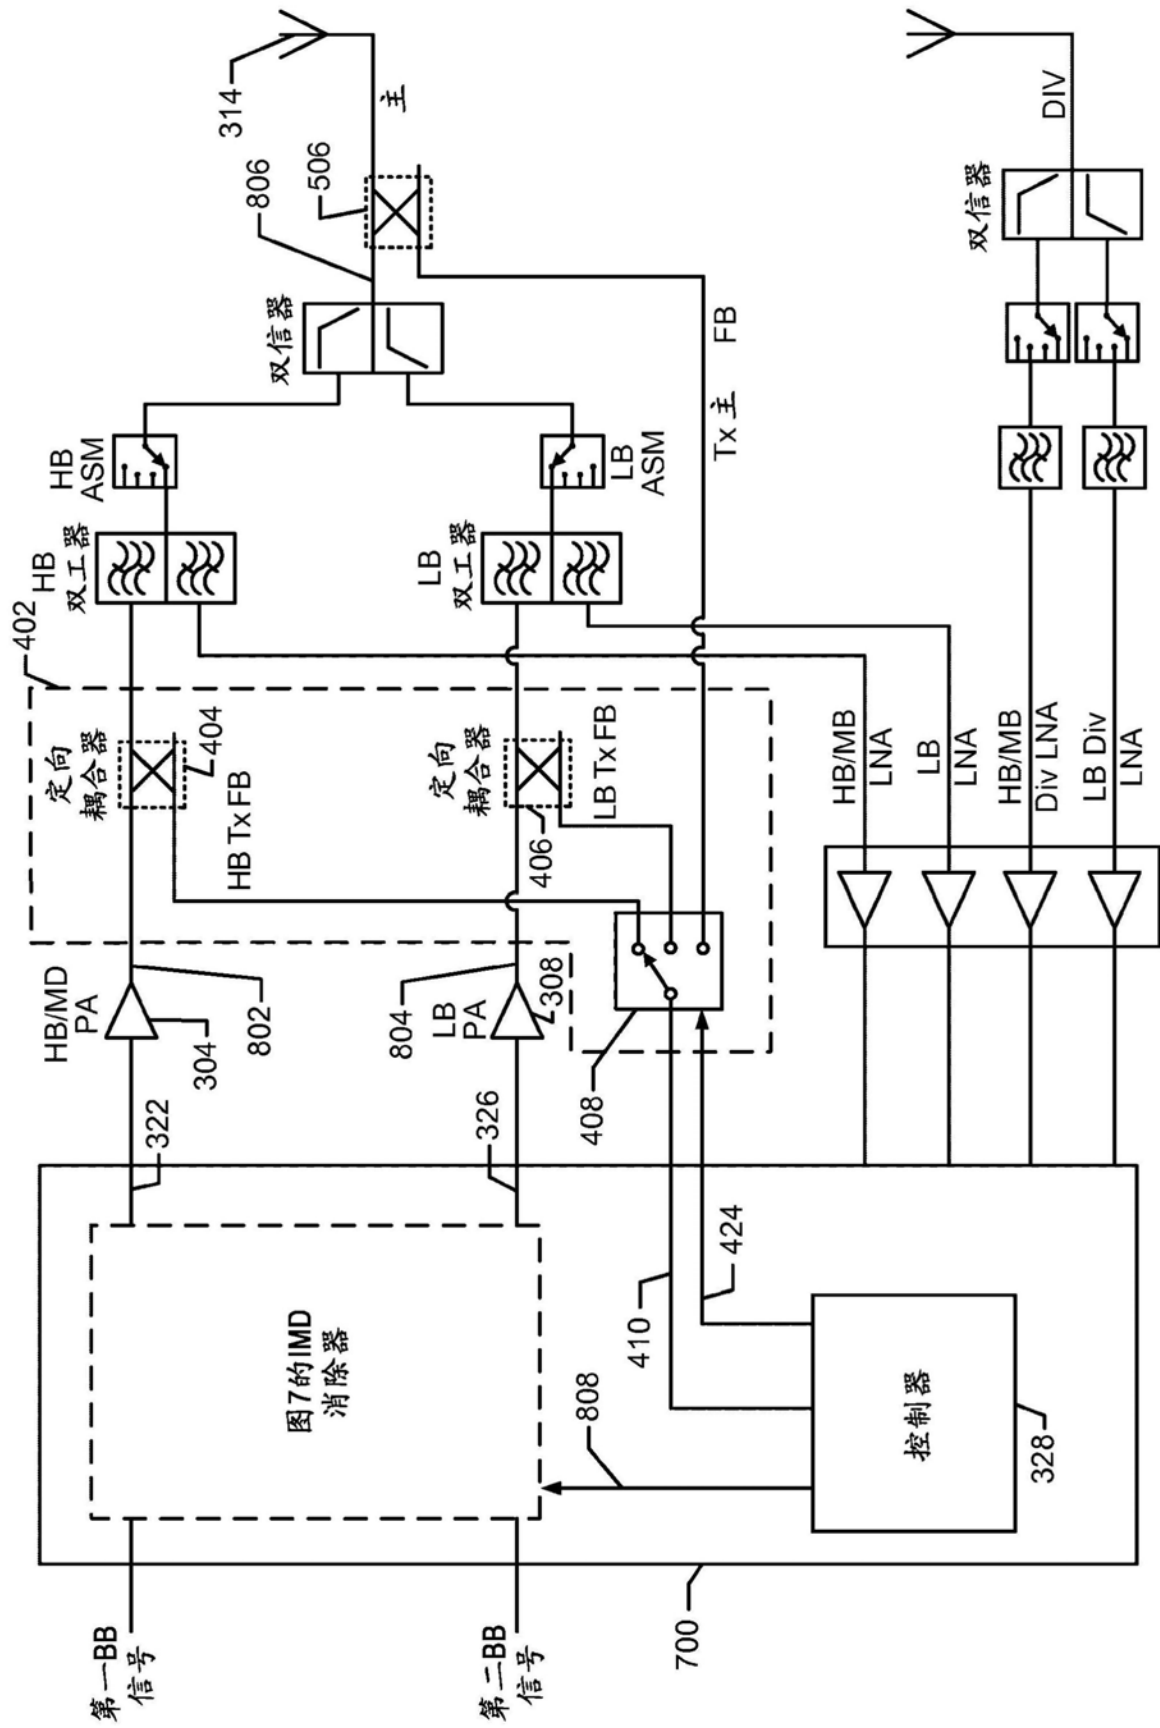 第一BB
信号
第二BB
信号
700
图7的IMD
消除器
控制器
328
808
410
424
322
326
HB/MD
PA
304
802
LB
PA
308
804
408
402
定向
耦合器
404
HB Tx FB
定向
耦合器
406
LB Tx FB
HB
双工器
LB
双工器
HB
ASM
LB
ASM
双信器
806
506
314
主
Tx 主 FB
HB/MB
LNA
LB
LNA
HB/MB
Div LNA
LB Div
LNA
双信器
DIV